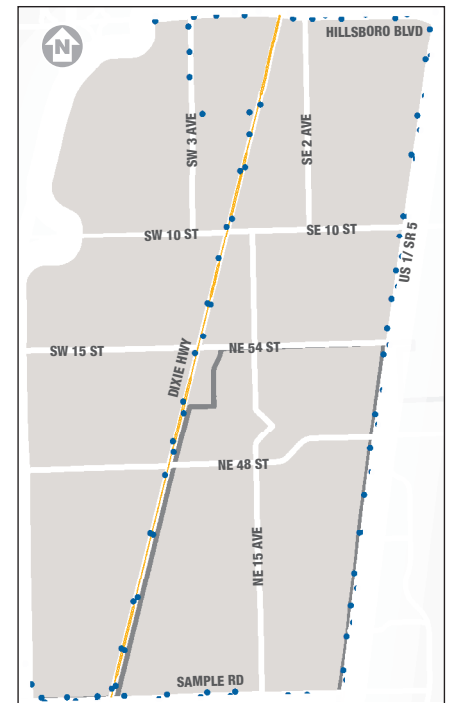 HILLSBORO BLVD
N
SW 3 AVE
SE 2 AVE
SW 10 ST
SE 10 ST
US 1/ SR 5
SW 15 ST
DIXIE HWY
NE 54 ST
NE 48 ST
NE 15 AVE
SAMPLE RD